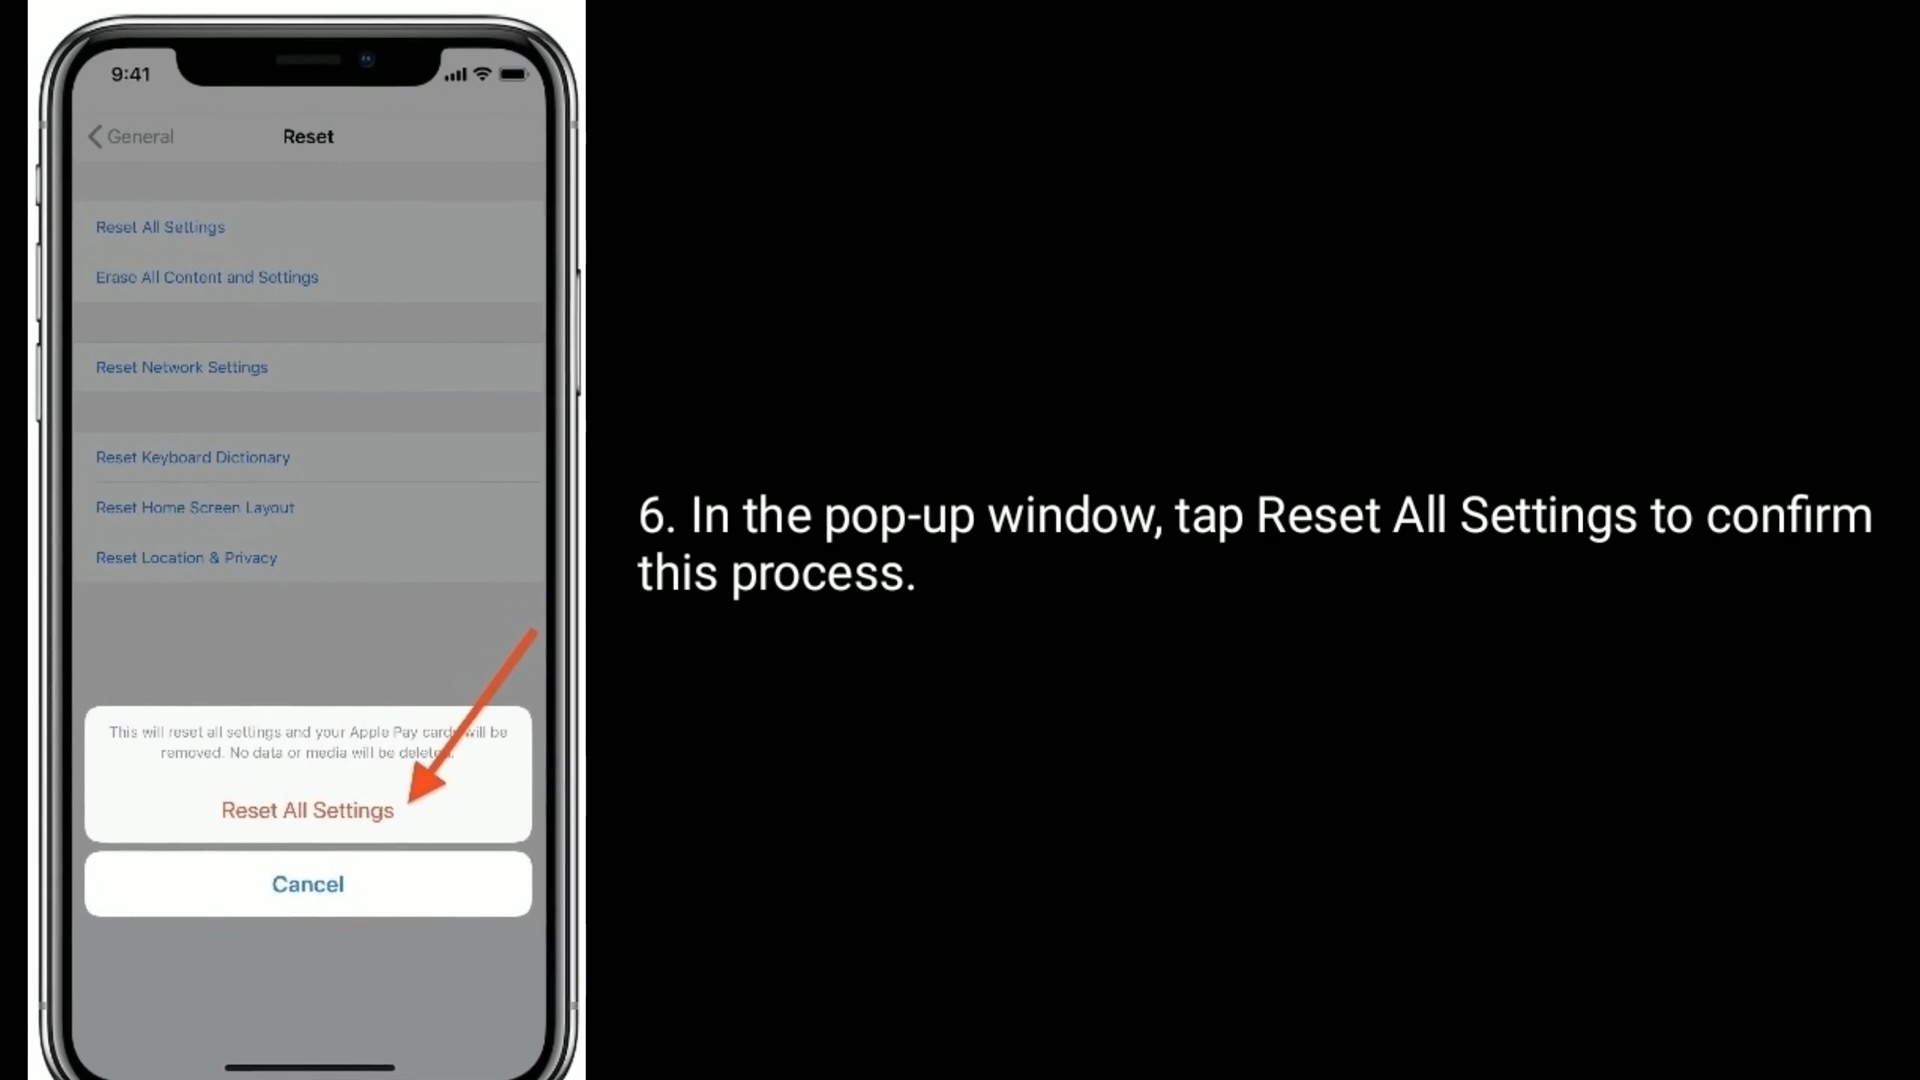 9:41
General
Reset
Reset All Settings
Erase All Content and Settings
Reset Network Settings
Reset Keyboard Dictionary
Reset Home Screen Layout
Reset Location & Privacy
This will reset all settings and your Apple Pay cards will be
removed. No data or media will be deleted.
Reset All Settings
Cancel
6. In the pop-up window, tap Reset All Settings to confirm
this process.